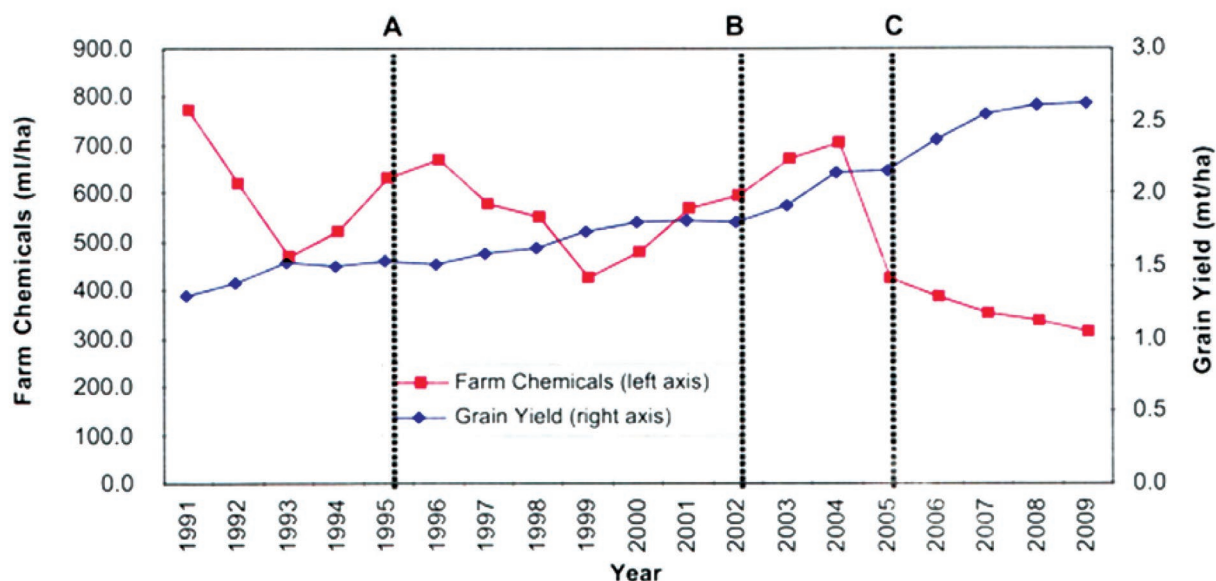 A B C
900.0
800.0
700.0
600.0
500.0
400.0
300.0
200.0
100.0
0.0
Farm Chemicals (ml/ha)
3.0
2.5
2.0
1.5
1.0
0.5
0.0
Grain Yield (mt/ha)
Farm Chemicals (left axis)
Grain Yield (right axis)
1991 1992 1993 1994 1995 1996 1997 1998 1999 2000 2001 2002 2003 2004 2005 2006 2007 2008 2009
Year